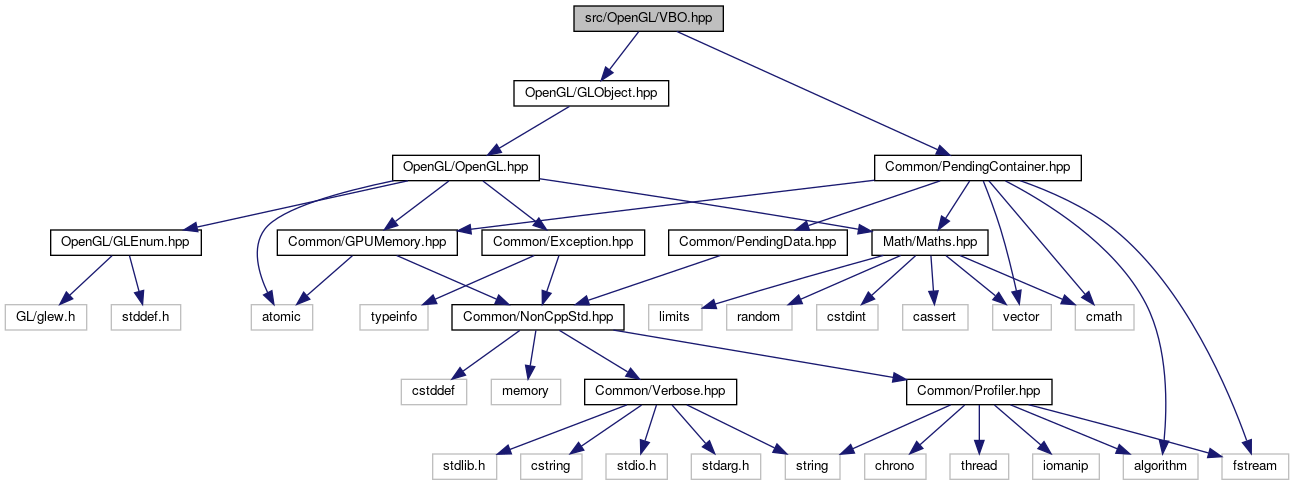 src/OpenGL/VBO.hpp
OpenGL/GLObject.hpp
OpenGL/OpenGL.hpp
Common/PendingContainer.hpp
OpenGL/GLEnum.hpp
Common/GPUMemory.hpp
Common/Exception.hpp
Common/PendingData.hpp
Math/Maths.hpp
GL/glew.h
stddef.h
atomic
typeinfo
Common/NonCppStd.hpp
limits
random
cstdint
cassert
vector
cmath
cstddef
memory
Common/Verbose.hpp
Common/Profiler.hpp
stdlib.h
cstring
stdio.h
stdarg.h
string
chrono
thread
iomanip
algorithm
fstream